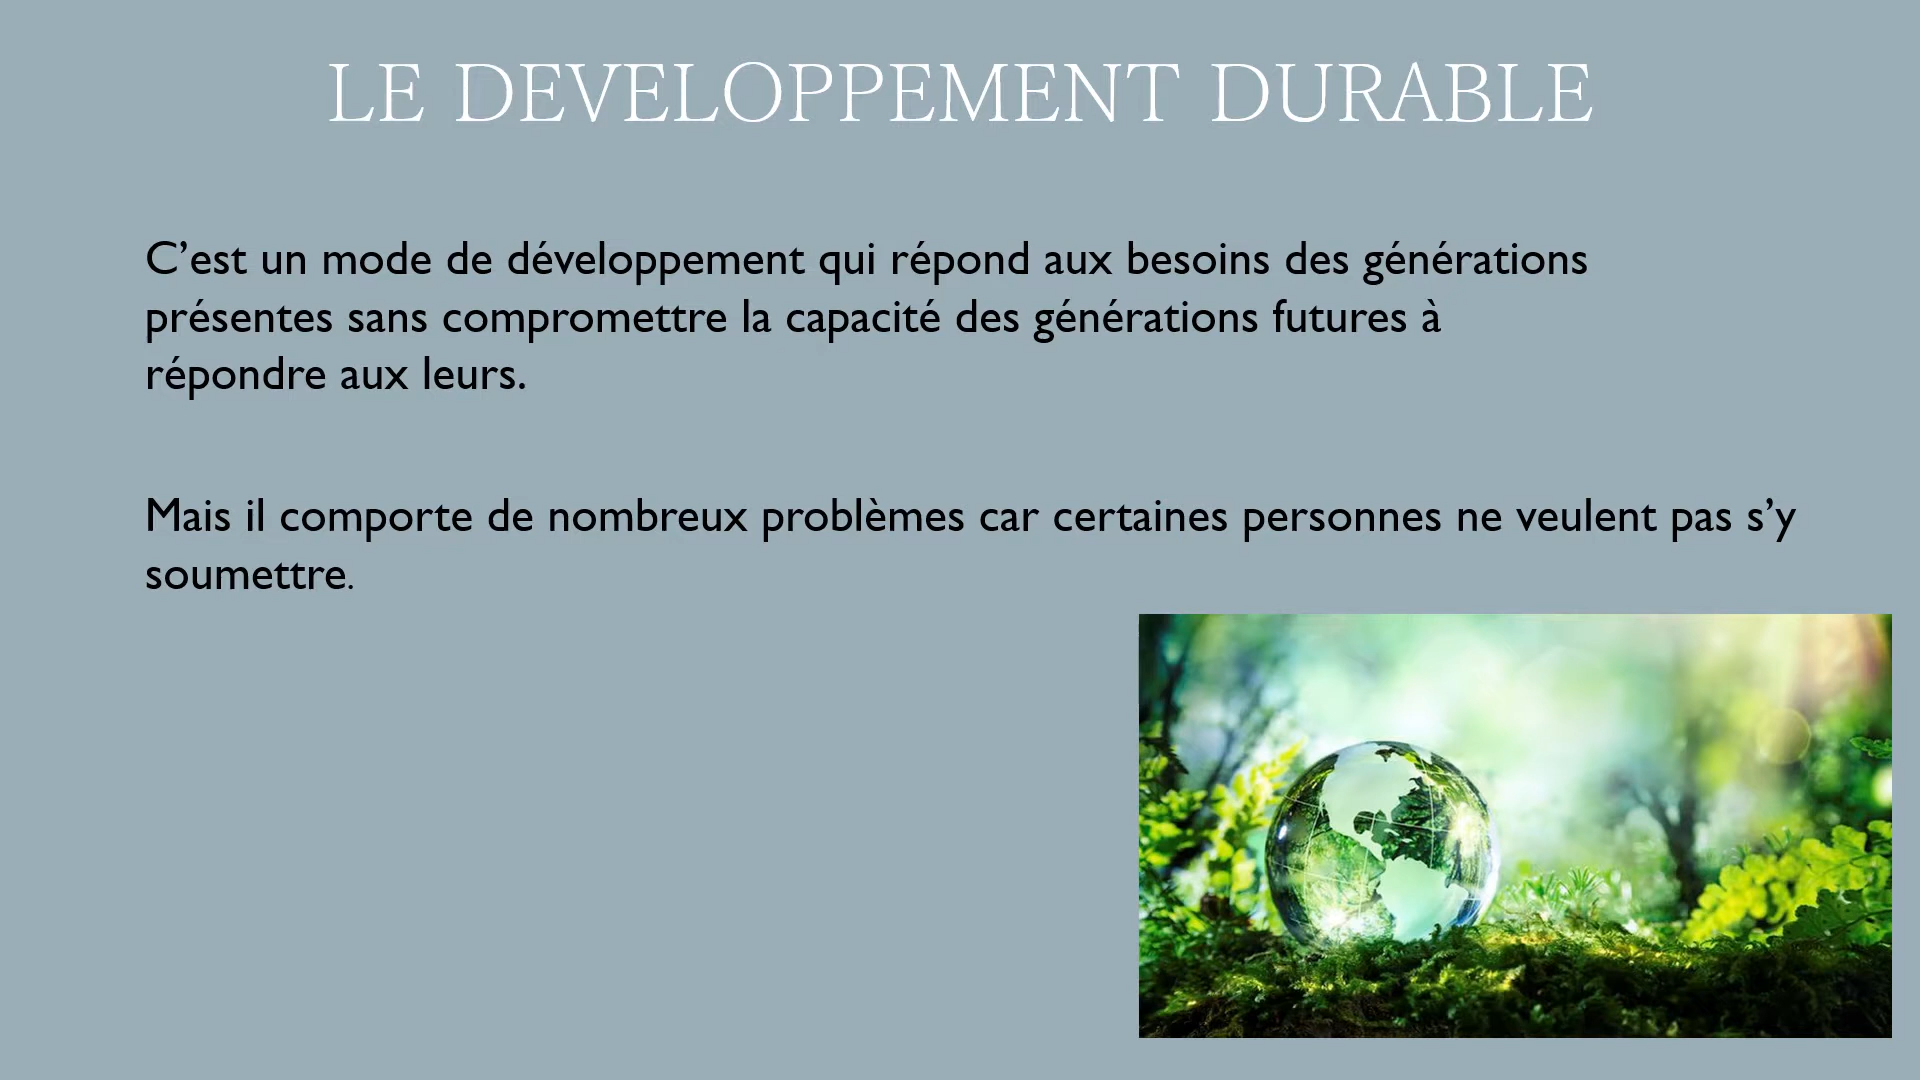 LE DEVELOPPEMENT DURABLE
C’est un mode de développement qui répond aux besoins des générations
présentes sans compromettre la capacité des générations futures à
répondre aux leurs.
Mais il comporte de nombreux problèmes car certaines personnes ne veulent pas s’y
soumettre.